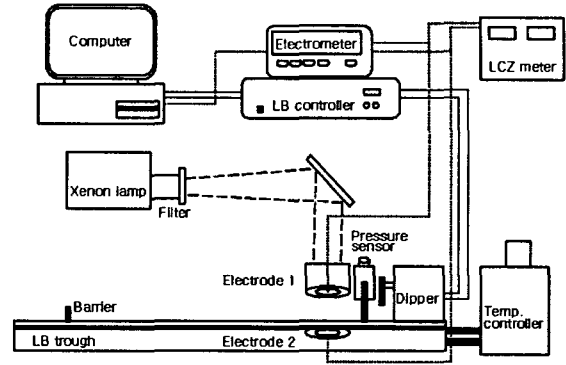 Computer
Electrometer
LCZ meter
LB controller
Xenon lamp
Filter
Pressure
sensor
Electrode 1
Dipper
Temp.
controller
Barrier
LB trough
Electrode 2